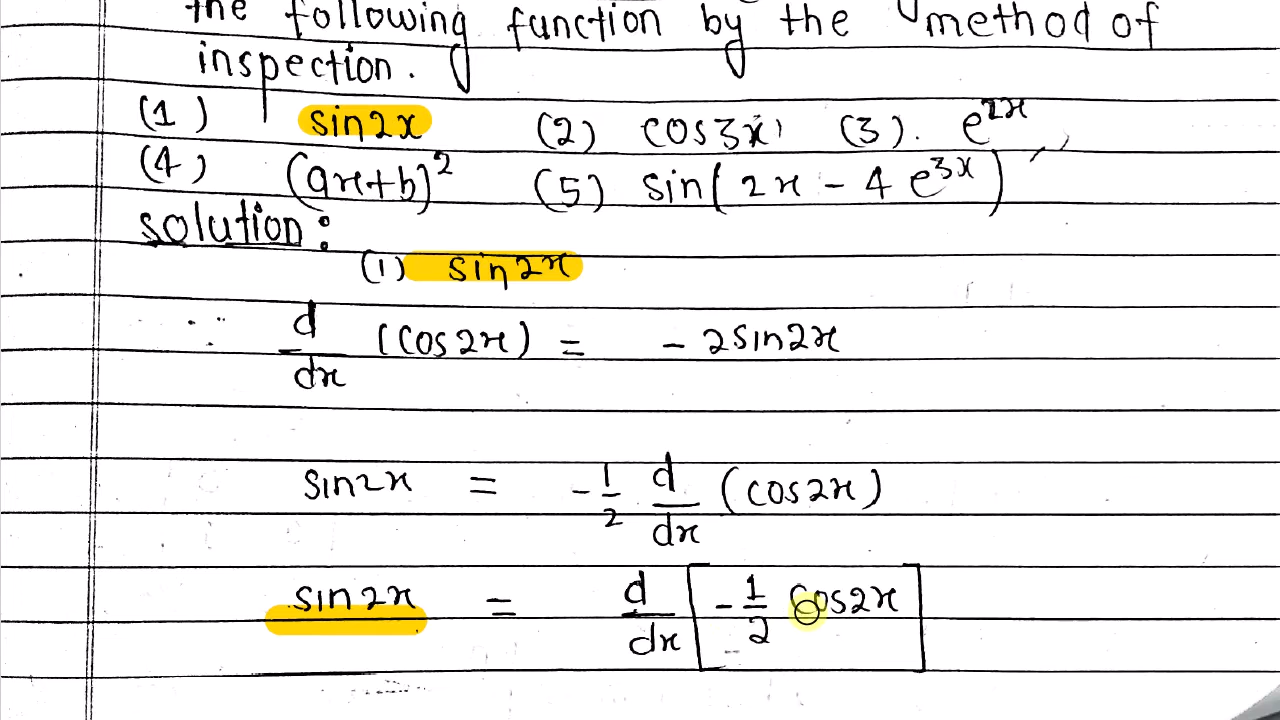 the following function by the method of
inspection.
(1) sin2x (2) cos3x, (3). e^2x,
(4) (ax+b)^2 (5) sin(2x - 4 e^3x)
solution:
(1) sin2x
∵ d/dx (cos2x) = - 2sin2x
sin2x = -1/2 d/dx (cos2x)
sin2x = d/dx [-1/2 cos2x]